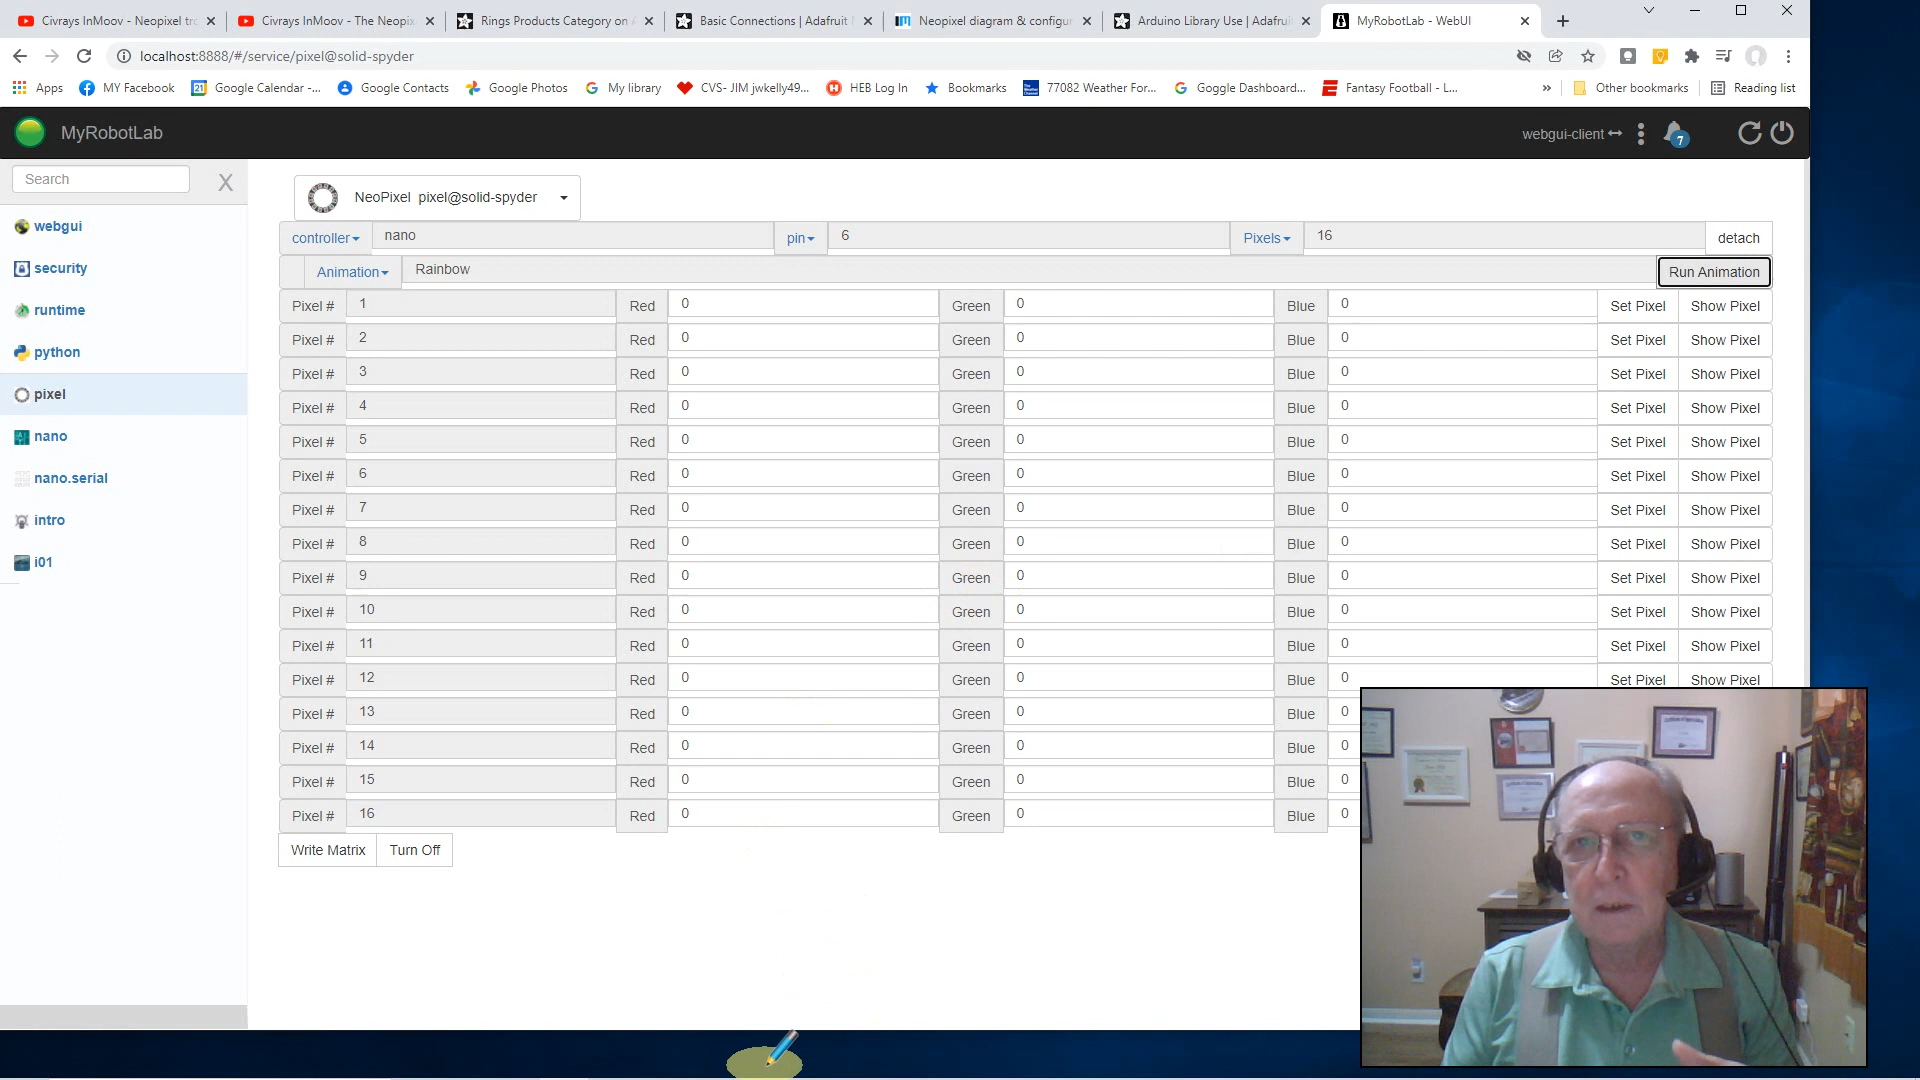 Civrays InMoov - Neopixel tro
Civrays InMoov - The Neopix
Rings Products Category on A
Basic Connections | Adafruit
Neopixel diagram & configur
Arduino Library Use | Adafrui
MyRobotLab - WebUI
localhost:8888/#/service/pixel@solid-spyder
Apps
MY Facebook
Google Calendar -...
Google Contacts
Google Photos
My library
CVS- JIM jwkelly49...
HEB Log In
Bookmarks
77082 Weather For...
Goggle Dashboard...
Fantasy Football - L...
»
Other bookmarks
Reading list
MyRobotLab
webgui-client
7
Search
X
webgui
security
runtime
python
pixel
nano
nano.serial
intro
i01
NeoPixel pixel@solid-spyder
controller nano pin 6 Pixels 16 detach
Animation Rainbow Run Animation
Pixel # 1 Red 0 Green 0 Blue 0 Set Pixel Show Pixel
Pixel # 2 Red 0 Green 0 Blue 0 Set Pixel Show Pixel
Pixel # 3 Red 0 Green 0 Blue 0 Set Pixel Show Pixel
Pixel # 4 Red 0 Green 0 Blue 0 Set Pixel Show Pixel
Pixel # 5 Red 0 Green 0 Blue 0 Set Pixel Show Pixel
Pixel # 6 Red 0 Green 0 Blue 0 Set Pixel Show Pixel
Pixel # 7 Red 0 Green 0 Blue 0 Set Pixel Show Pixel
Pixel # 8 Red 0 Green 0 Blue 0 Set Pixel Show Pixel
Pixel # 9 Red 0 Green 0 Blue 0 Set Pixel Show Pixel
Pixel # 10 Red 0 Green 0 Blue 0 Set Pixel Show Pixel
Pixel # 11 Red 0 Green 0 Blue 0 Set Pixel Show Pixel
Pixel # 12 Red 0 Green 0 Blue 0 Set Pixel Show Pixel
Pixel # 13 Red 0 Green 0 Blue 0
Pixel # 14 Red 0 Green 0 Blue 0
Pixel # 15 Red 0 Green 0 Blue 0
Pixel # 16 Red 0 Green 0 Blue 0
Write Matrix Turn Off